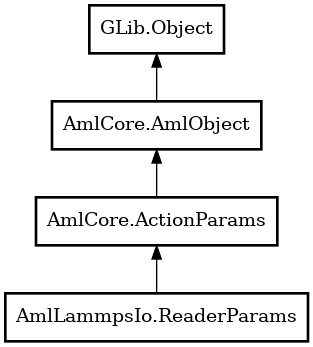 GLib.Object
AmlCore.AmlObject
AmlCore.ActionParams
AmlLammpsIo.ReaderParams